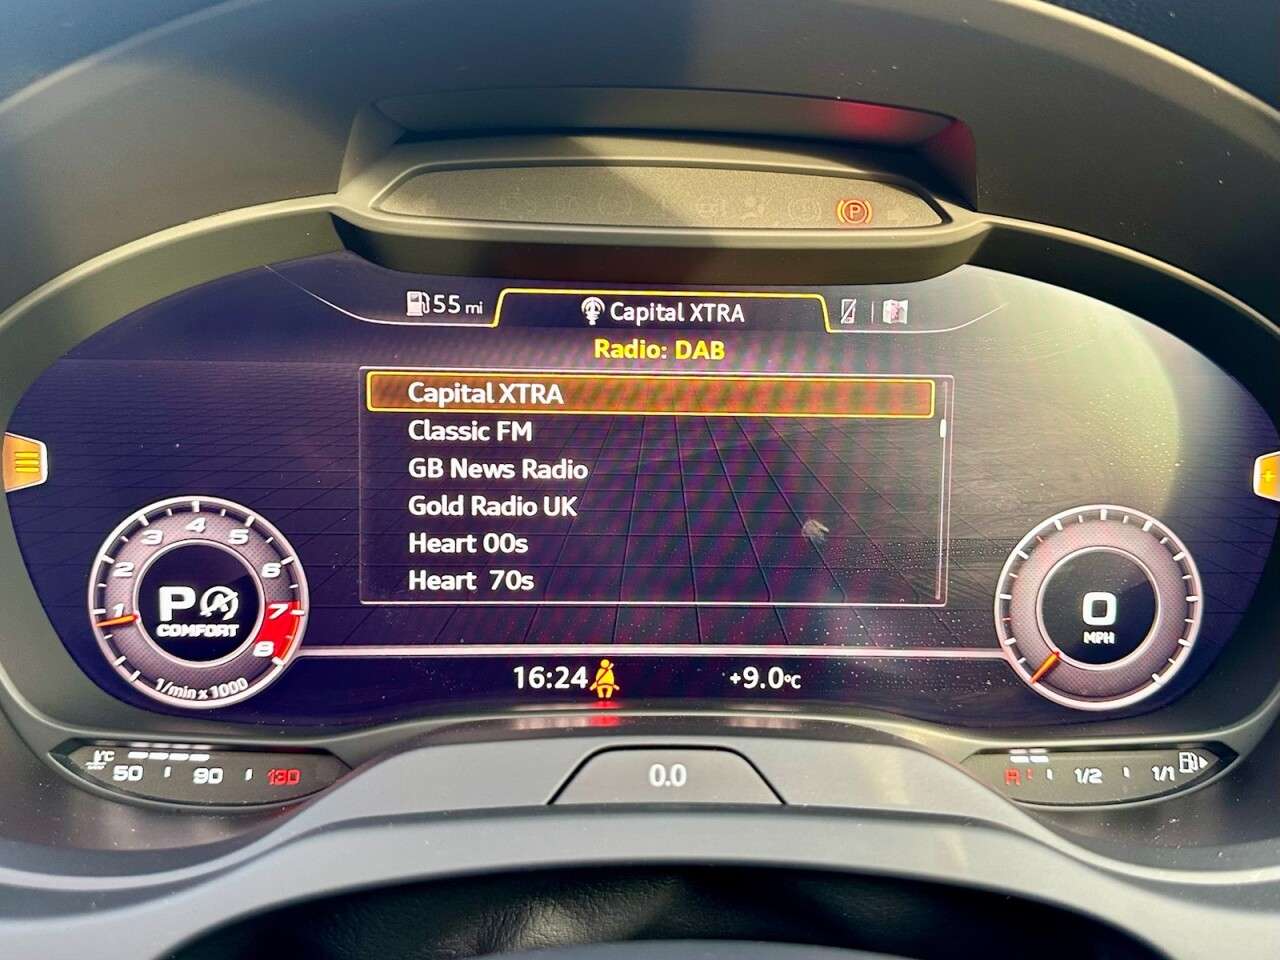 P
55 mi
Capital XTRA
Radio: DAB
Capital XTRA
Classic FM
GB News Radio
Gold Radio UK
Heart 00s
Heart 70s
1 2 3 4 5 6 7 8
P A
COMFORT
1/min x 1000
0
MPH
16:24
+9.0°C
°C
50 90 130
0.0
R 1/2 1/1